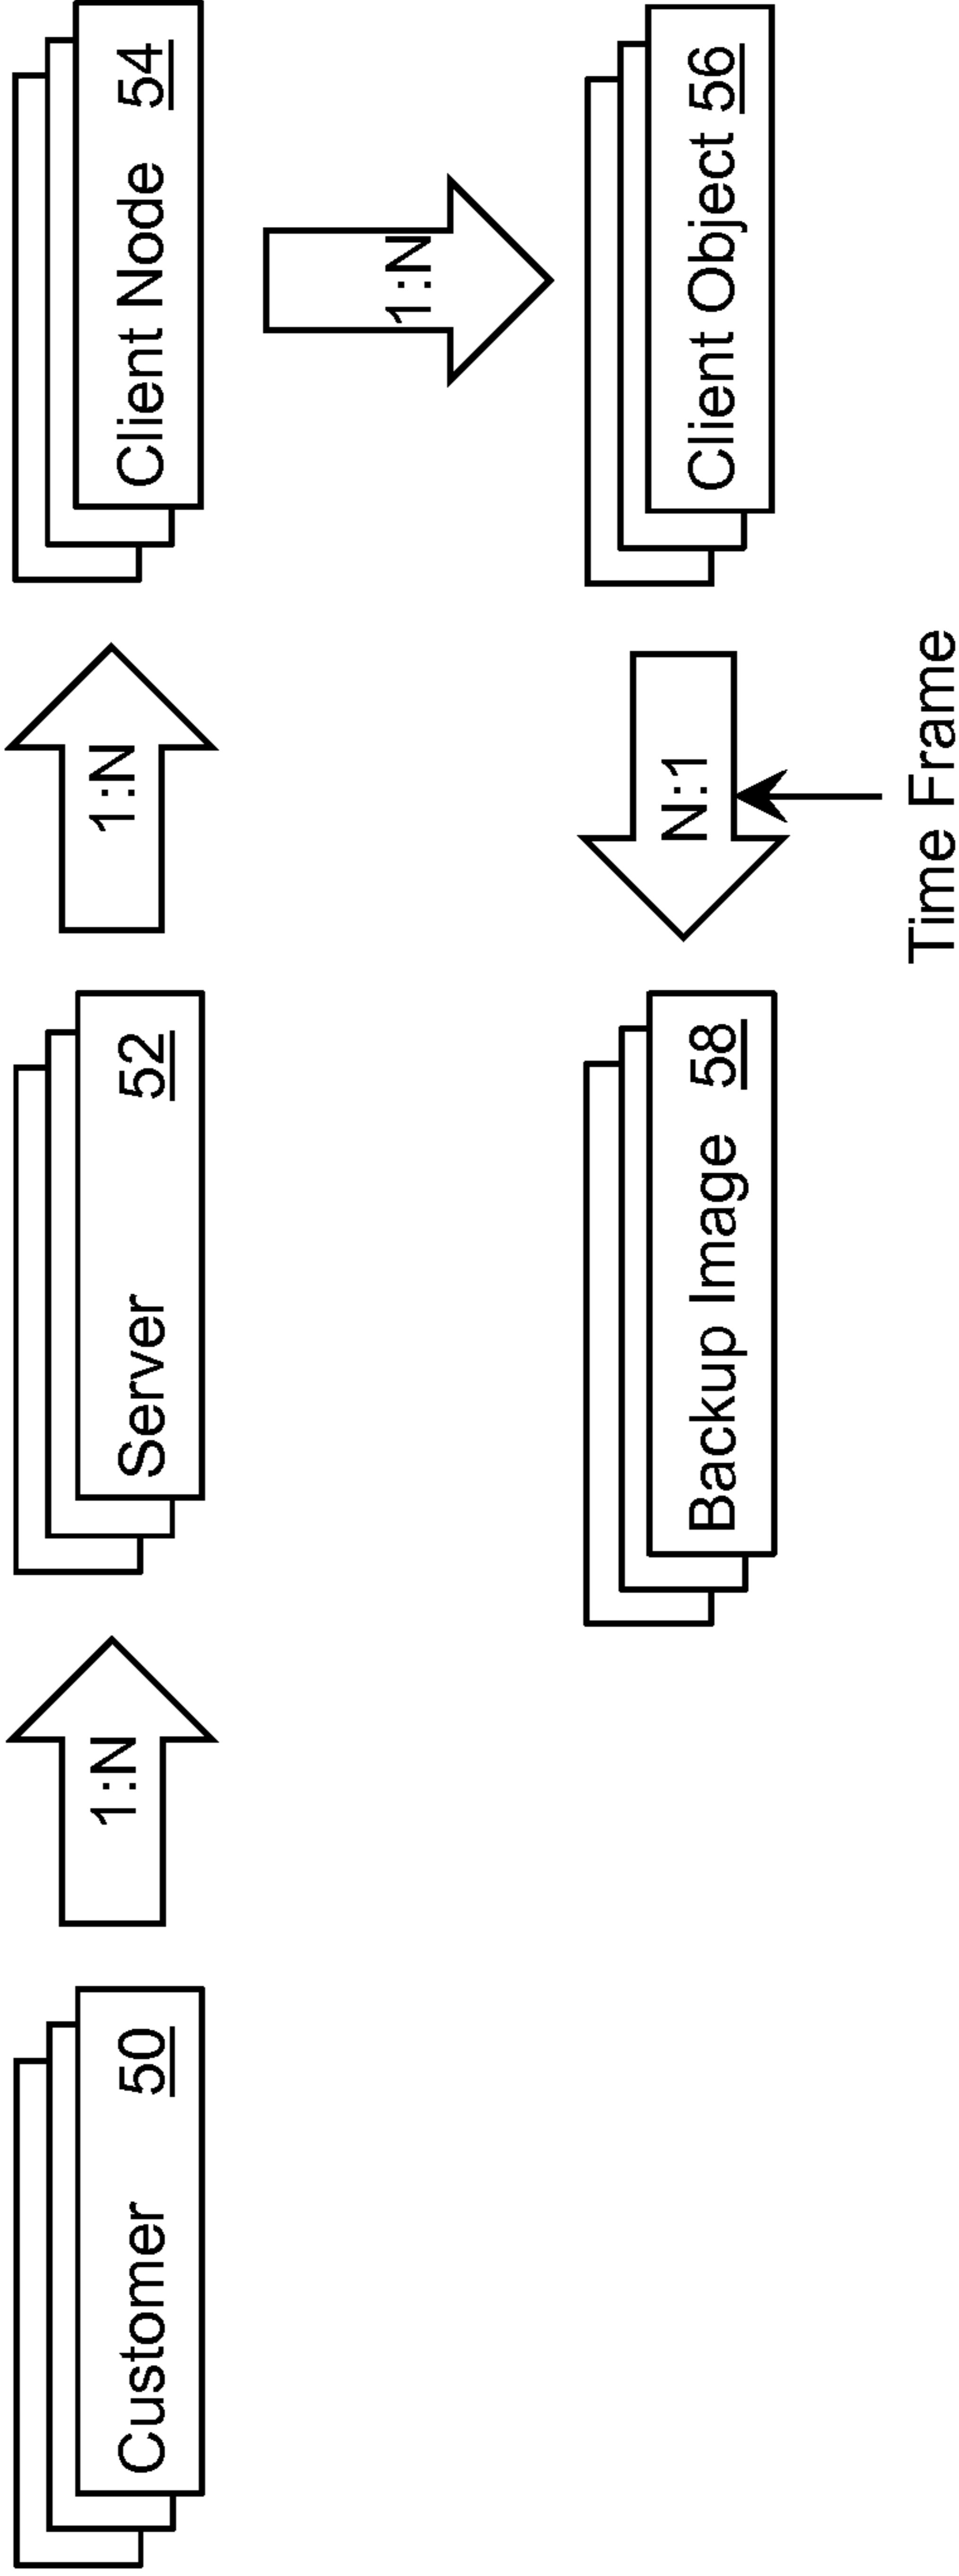 Customer 50
1:N
Server 52
1:N
Client Node 54
1:N
Client Object 56
N:1
Time Frame
Backup Image 58